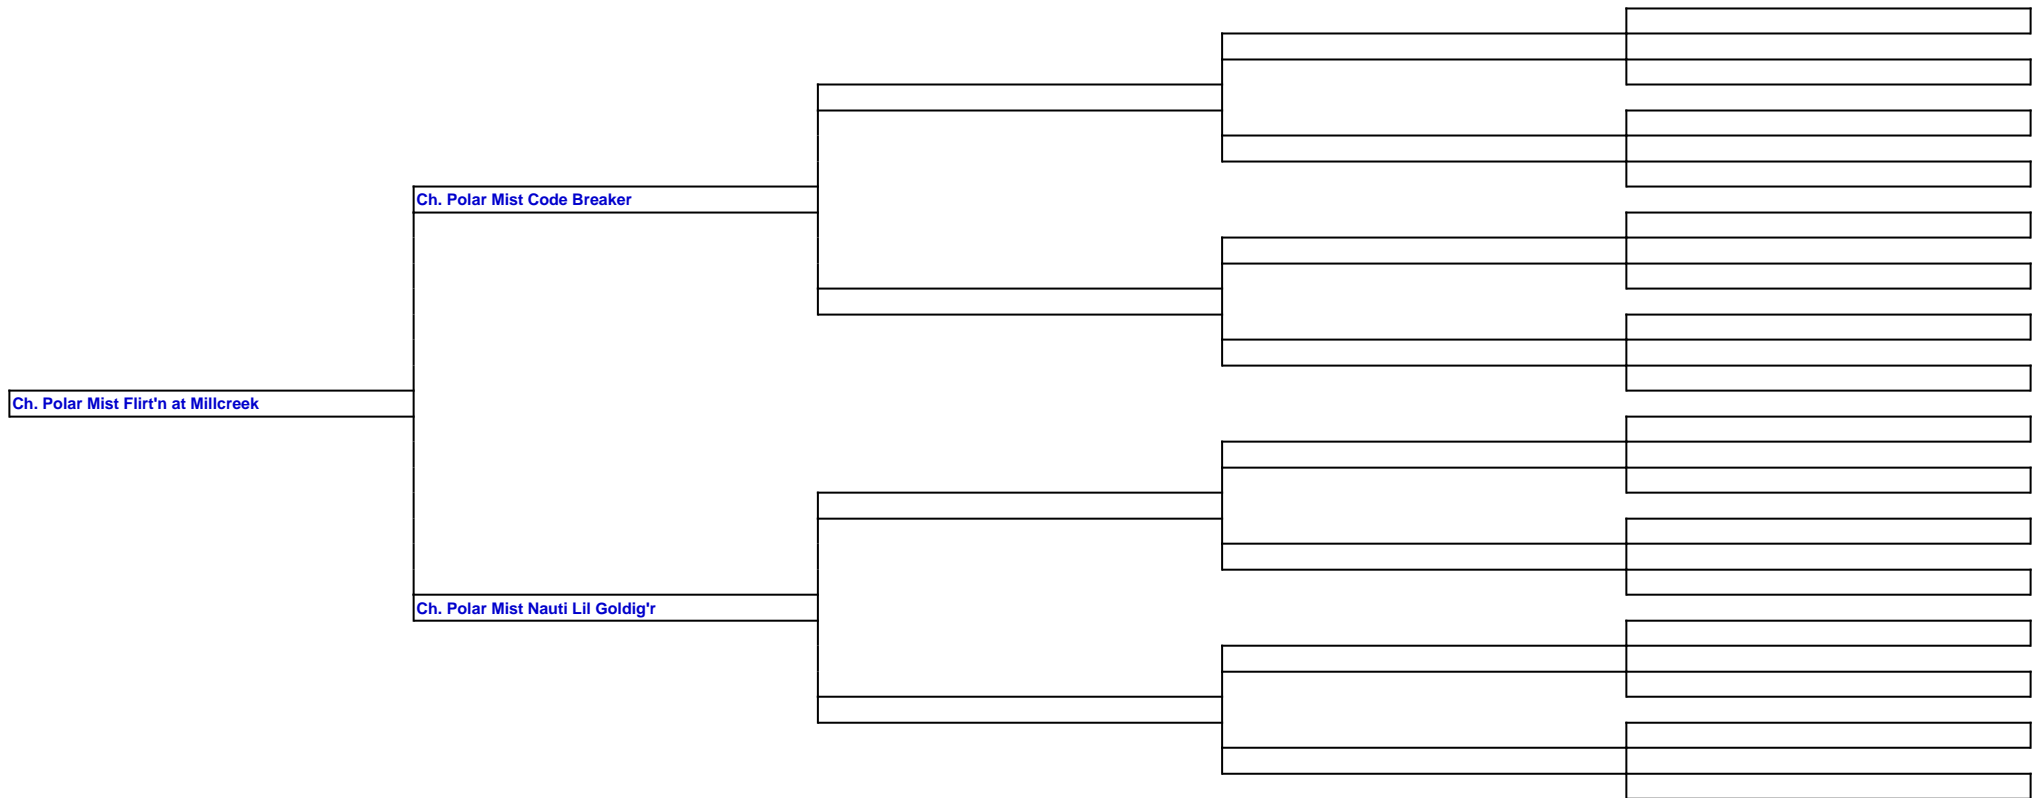 Ch. Polar Mist Code Breaker
Ch. Polar Mist Flirt'n at Millcreek
Ch. Polar Mist Nauti Lil Goldig'r